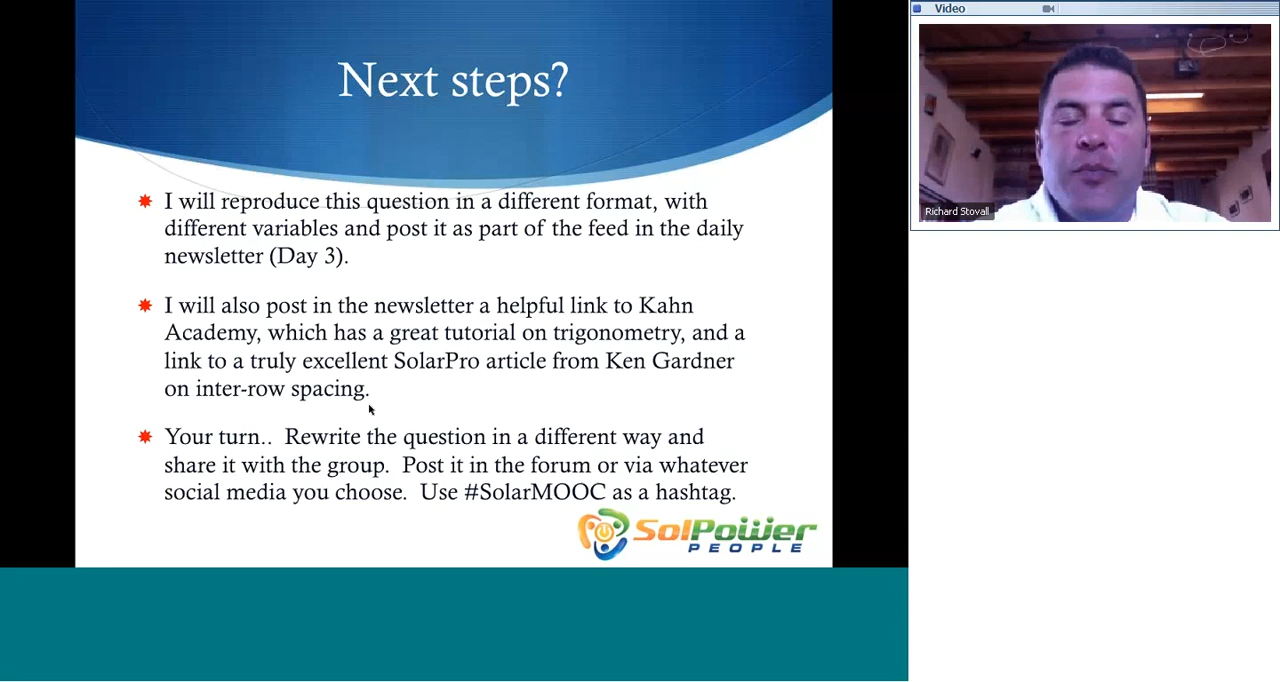 Next steps?
I will reproduce this question in a different format, with
different variables and post it as part of the feed in the daily
newsletter (Day 3).
I will also post in the newsletter a helpful link to Kahn
Academy, which has a great tutorial on trigonometry, and a
link to a truly excellent SolarPro article from Ken Gardner
on inter-row spacing.
Your turn.. Rewrite the question in a different way and
share it with the group. Post it in the forum or via whatever
social media you choose. Use #SolarMOOC as a hashtag.
SolPower
PEOPLE
Video
Richard Stovall